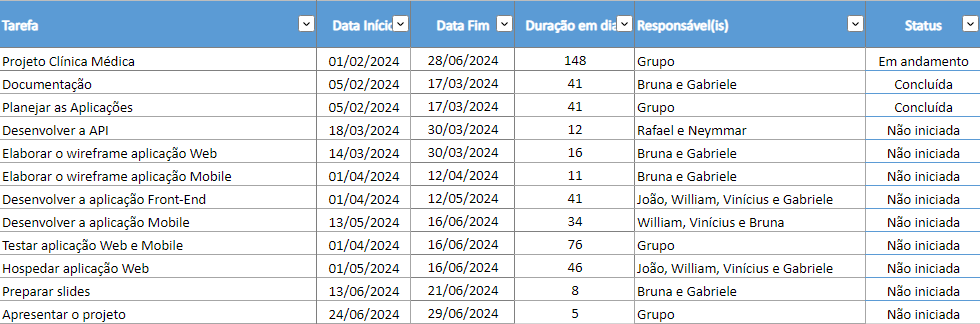 Tarefa Data Início Data Fim Duração em dia Responsável(is) Status
Projeto Clínica Médica 01/02/2024 28/06/2024 148 Grupo Em andamento
Documentação 05/02/2024 17/03/2024 41 Bruna e Gabriele Concluída
Planejar as Aplicações 05/02/2024 17/03/2024 41 Grupo Concluída
Desenvolver a API 18/03/2024 30/03/2024 12 Rafael e Neymmar Não iniciada
Elaborar o wireframe aplicação Web 14/03/2024 30/03/2024 16 Bruna e Gabriele Não iniciada
Elaborar o wireframe aplicação Mobile 01/04/2024 12/04/2024 11 Bruna e Gabriele Não iniciada
Desenvolver a aplicação Front-End 01/04/2024 12/05/2024 41 João, William, Vinícius e Gabriele Não iniciada
Desenvolver a aplicação Mobile 13/05/2024 16/06/2024 34 William, Vinícius e Bruna Não iniciada
Testar aplicação Web e Mobile 01/04/2024 16/06/2024 76 Grupo Não iniciada
Hospedar aplicação Web 01/05/2024 16/06/2024 46 João, William, Vinícius e Gabriele Não iniciada
Preparar slides 13/06/2024 21/06/2024 8 Bruna e Gabriele Não iniciada
Apresentar o projeto 24/06/2024 29/06/2024 5 Grupo Não iniciada